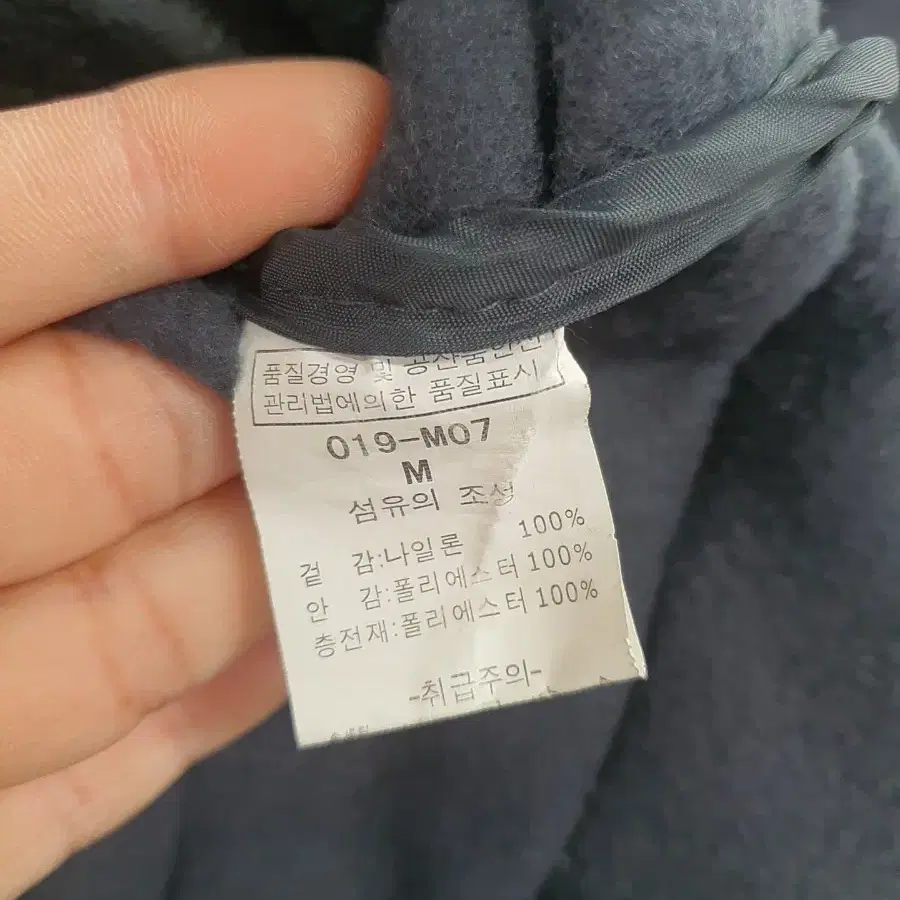 품질경영 및 공산품안전
관리법에의한 품질표시
019-M07
M
섬유의 조성
겉 감:나일론 100%
안 감:폴리에스터 100%
충전재:폴리에스터 100%
-취급주의-